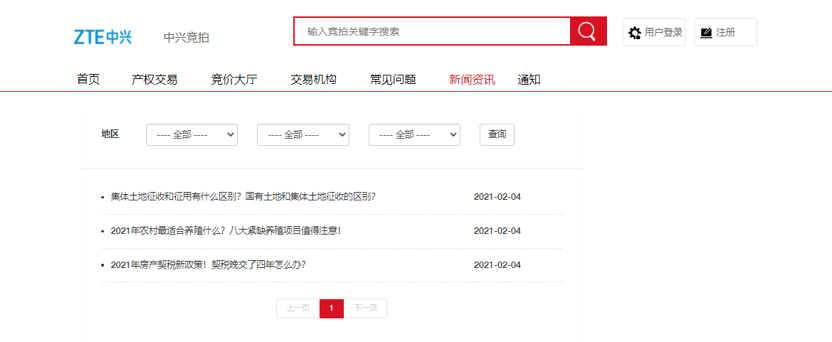 ZTE中兴 中兴竞拍 输入竞拍关键字搜索 用户登录 注册
首页 产权交易 竞价大厅 交易机构 常见问题 新闻资讯 通知
地区 ---- 全部 ---- ---- 全部 ---- ---- 全部 ---- 查询
集体土地征收和征用有什么区别？国有土地和集体土地征收的区别？ 2021-02-04
2021年农村最适合养殖什么？八大紧缺养殖项目值得注意！ 2021-02-04
2021年房产契税新政策！契税晚交了四年怎么办？ 2021-02-04
上一页 1 下一页